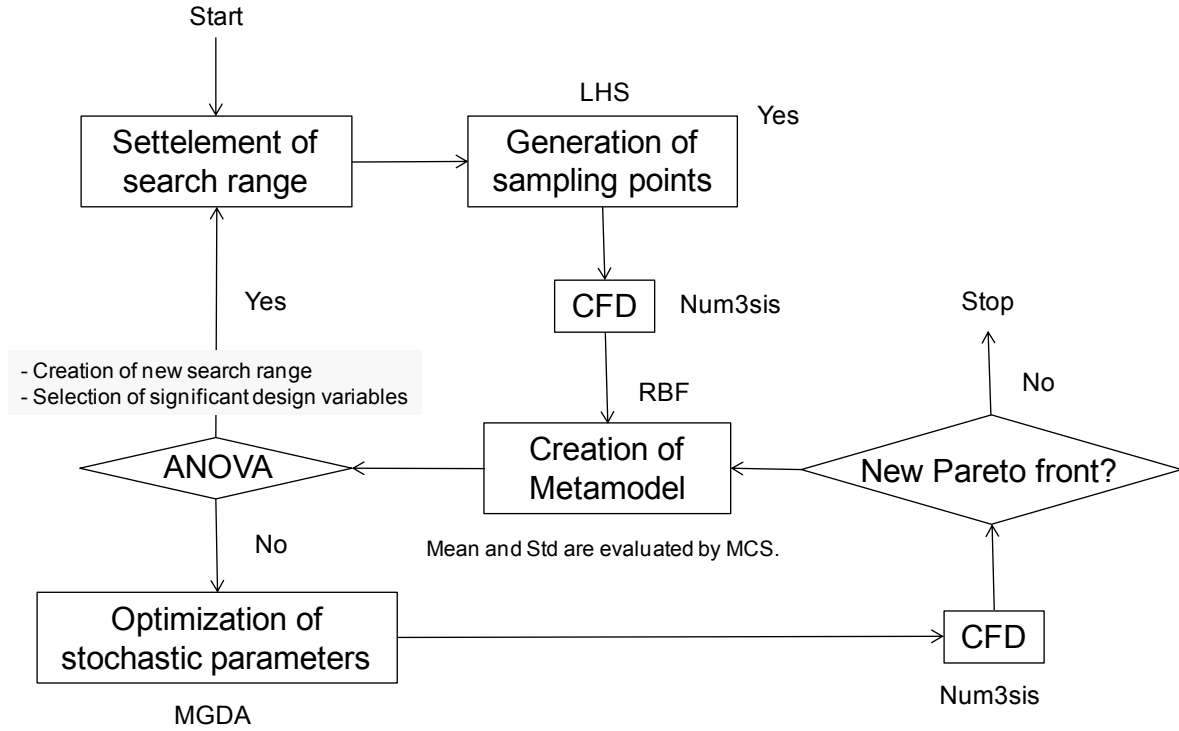 Start
LHS
Yes
Settelement of
search range
Generation of
sampling points
CFD
Num3sis
Yes
Stop
- Creation of new search range
- Selection of significant design variables
RBF
No
ANOVA
Creation of
Metamodel
New Pareto front?
No
Mean and Std are evaluated by MCS.
Optimization of
stochastic parameters
CFD
MGDA
Num3sis